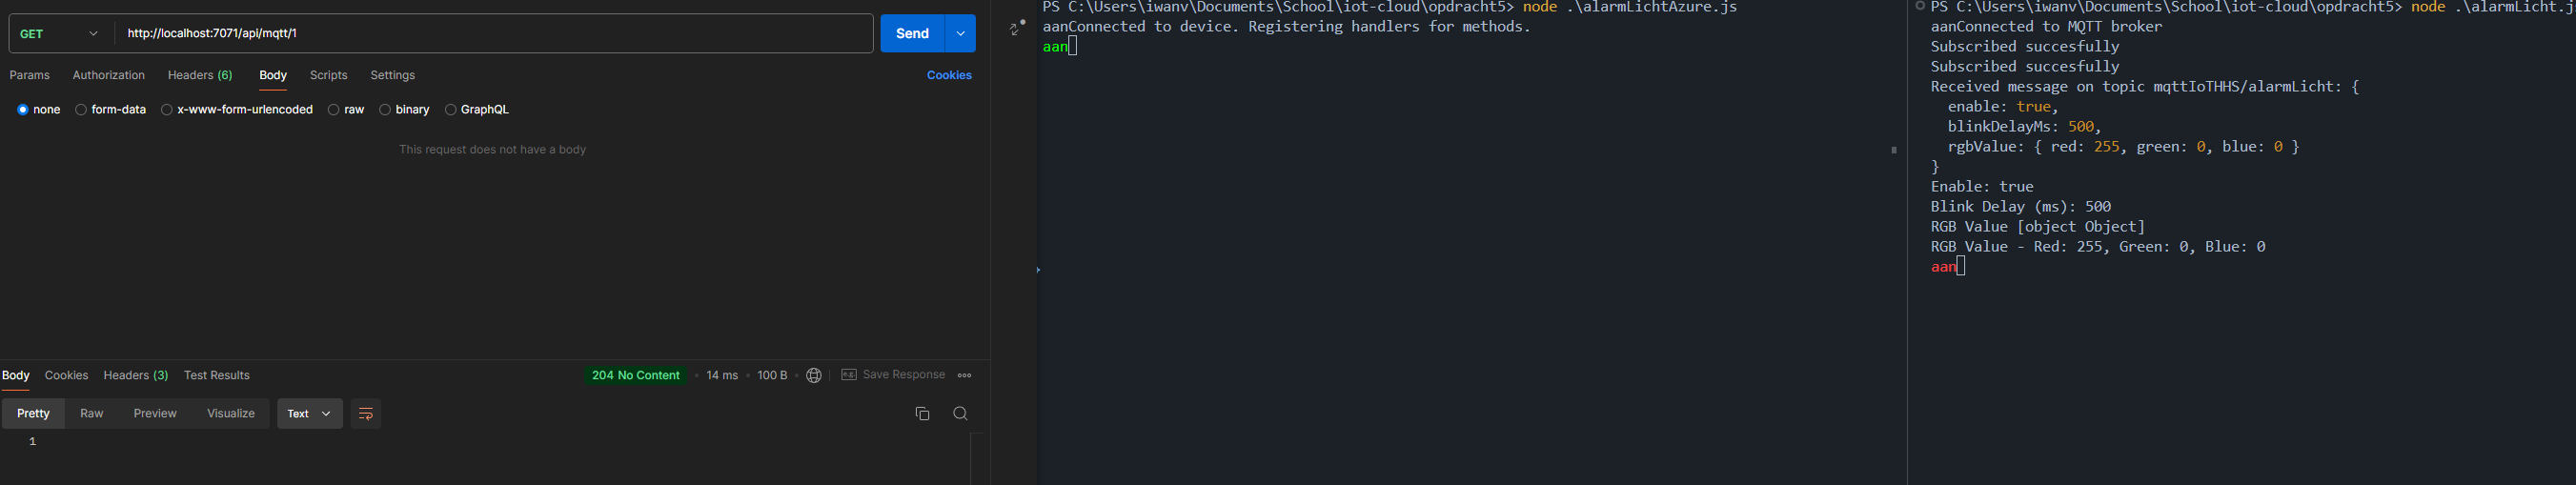 GET
http://localhost:7071/api/mqtt/1
Send
Params Authorization Headers (6) Body Scripts Settings Cookies
none form-data x-www-form-urlencoded raw binary GraphQL
This request does not have a body
Body Cookies Headers (3) Test Results 204 No Content 14 ms 100 B e.g. Save Response
Pretty Raw Preview Visualize Text
1
PS C:\Users\iwanv\Documents\School\iot-cloud\opdracht5> node .\alarmLichtAzure.js
aanConnected to device. Registering handlers for methods.
aan
PS C:\Users\iwanv\Documents\School\iot-cloud\opdracht5> node .\alarmLicht.j
aanConnected to MQTT broker
Subscribed succesfully
Subscribed succesfully
Received message on topic mqttIoTHHS/alarmLicht: {
enable: true,
blinkDelayMs: 500,
rgbValue: { red: 255, green: 0, blue: 0 }
}
Enable: true
Blink Delay (ms): 500
RGB Value [object Object]
RGB Value - Red: 255, Green: 0, Blue: 0
aan